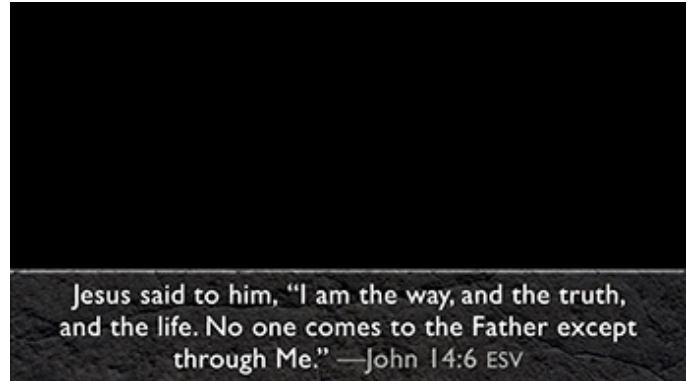 Jesus said to him, “I am the way, and the truth,
and the life. No one comes to the Father except
through Me.” —John 14:6 ESV